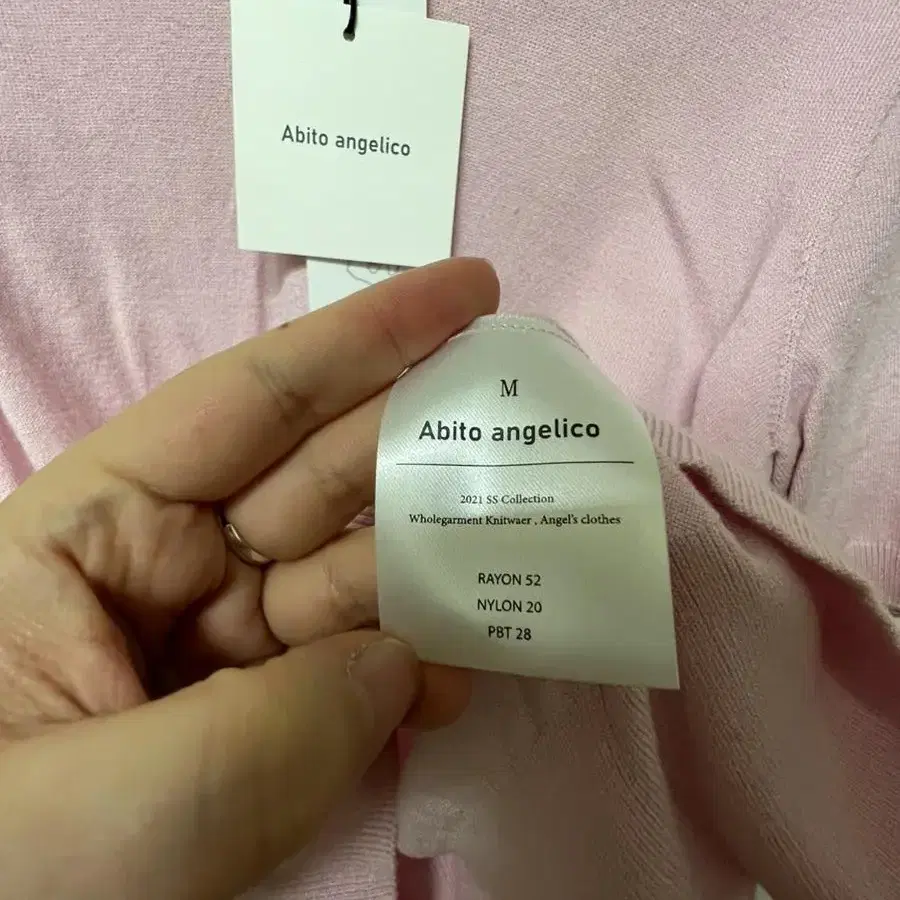 Abito angelico
M
Abito angelico
2021 SS Collection
Wholegarment Knitwaer , Angel's clothes
RAYON 52
NYLON 20
PBT 28